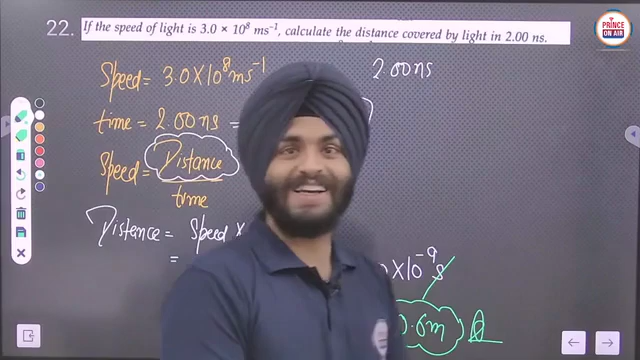 22. If the speed of light is 3.0 × 10⁸ ms⁻¹, calculate the distance covered by light in 2.00 ns.
PRINCE
ON AIR
Speed = 3.0 X 10⁸ ms⁻¹
2.00 ns
time = 2.00 ns =
Speed = Distance
time
Distance = Speed ×
=
X 10⁻⁹ s
0.6m